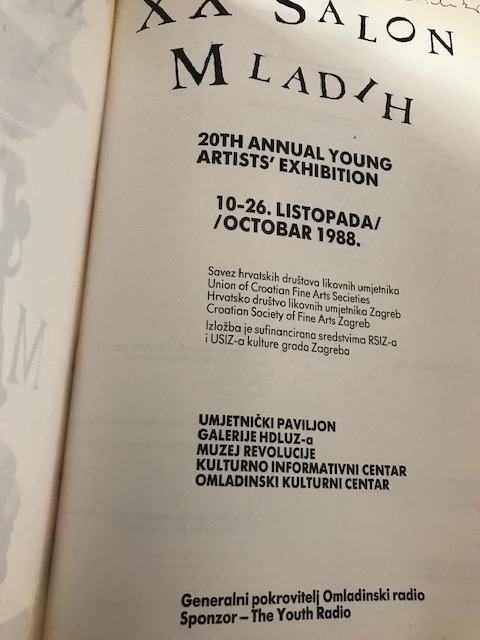 XX SALON
MLADIH
20TH ANNUAL YOUNG
ARTISTS' EXHIBITION
10-26. LISTOPADA/
/OCTOBAR 1988.
Savez hrvatskih društava likovnih umjetnika
Union of Croatian Fine Arts Secieties
Hrvatsko društvo likovnih umjetnika Zagreb
Croatian Society of Fine Arts Zagreb
Izložba je sufinancirana sredstvima RSIZ-a
i USIZ-a kulture grada Zagreba
UMJETNIČKI PAVILJON
GALERIJE HDLUZ-a
MUZEJ REVOLUCIJE
KULTURNO INFORMATIVNI CENTAR
OMLADINSKI KULTURNI CENTAR
Generalni pokrovitelj Omladinski radio
Sponzor – The Youth Radio